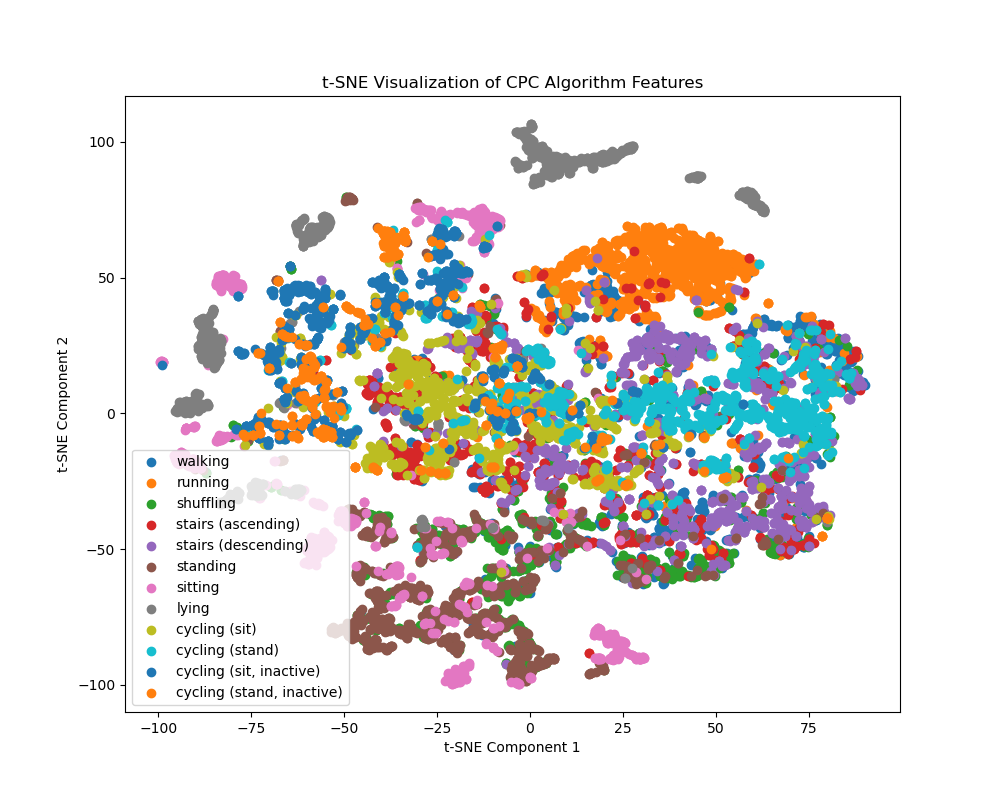 t-SNE Visualization of CPC Algorithm Features
100
50
0
−50
−100
t-SNE Component 2
walking
running
shuffling
stairs (ascending)
stairs (descending)
standing
sitting
lying
cycling (sit)
cycling (stand)
cycling (sit, inactive)
cycling (stand, inactive)
−100 −75 −50 −25 0 25 50 75
t-SNE Component 1